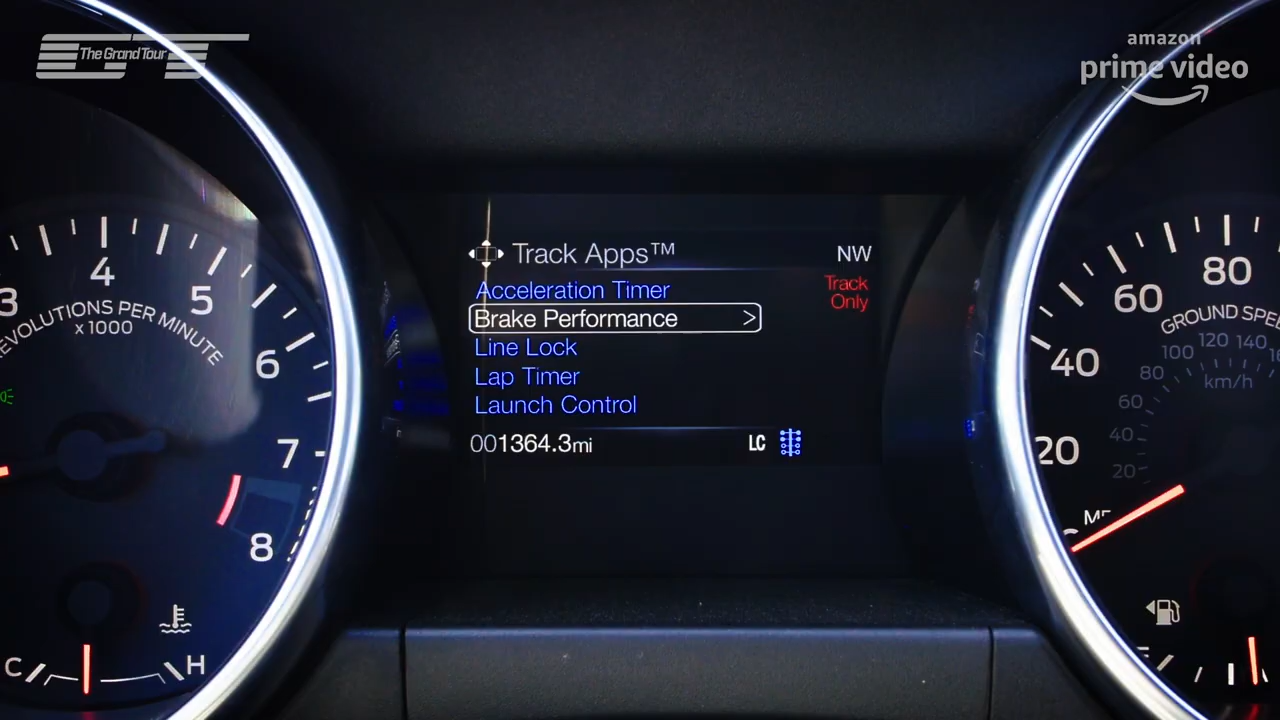 The Grand Tour
amazon
prime video
Track Apps™
NW
Acceleration Timer
Track
Only
Brake Performance >
Line Lock
Lap Timer
Launch Control
001364.3mi
LC
3
4
5
6
7
8
REVOLUTIONS PER MINUTE
x 1000
C
H
20
40
60
80
GROUND SPE
20
40
60
80
100
120
140
km/h